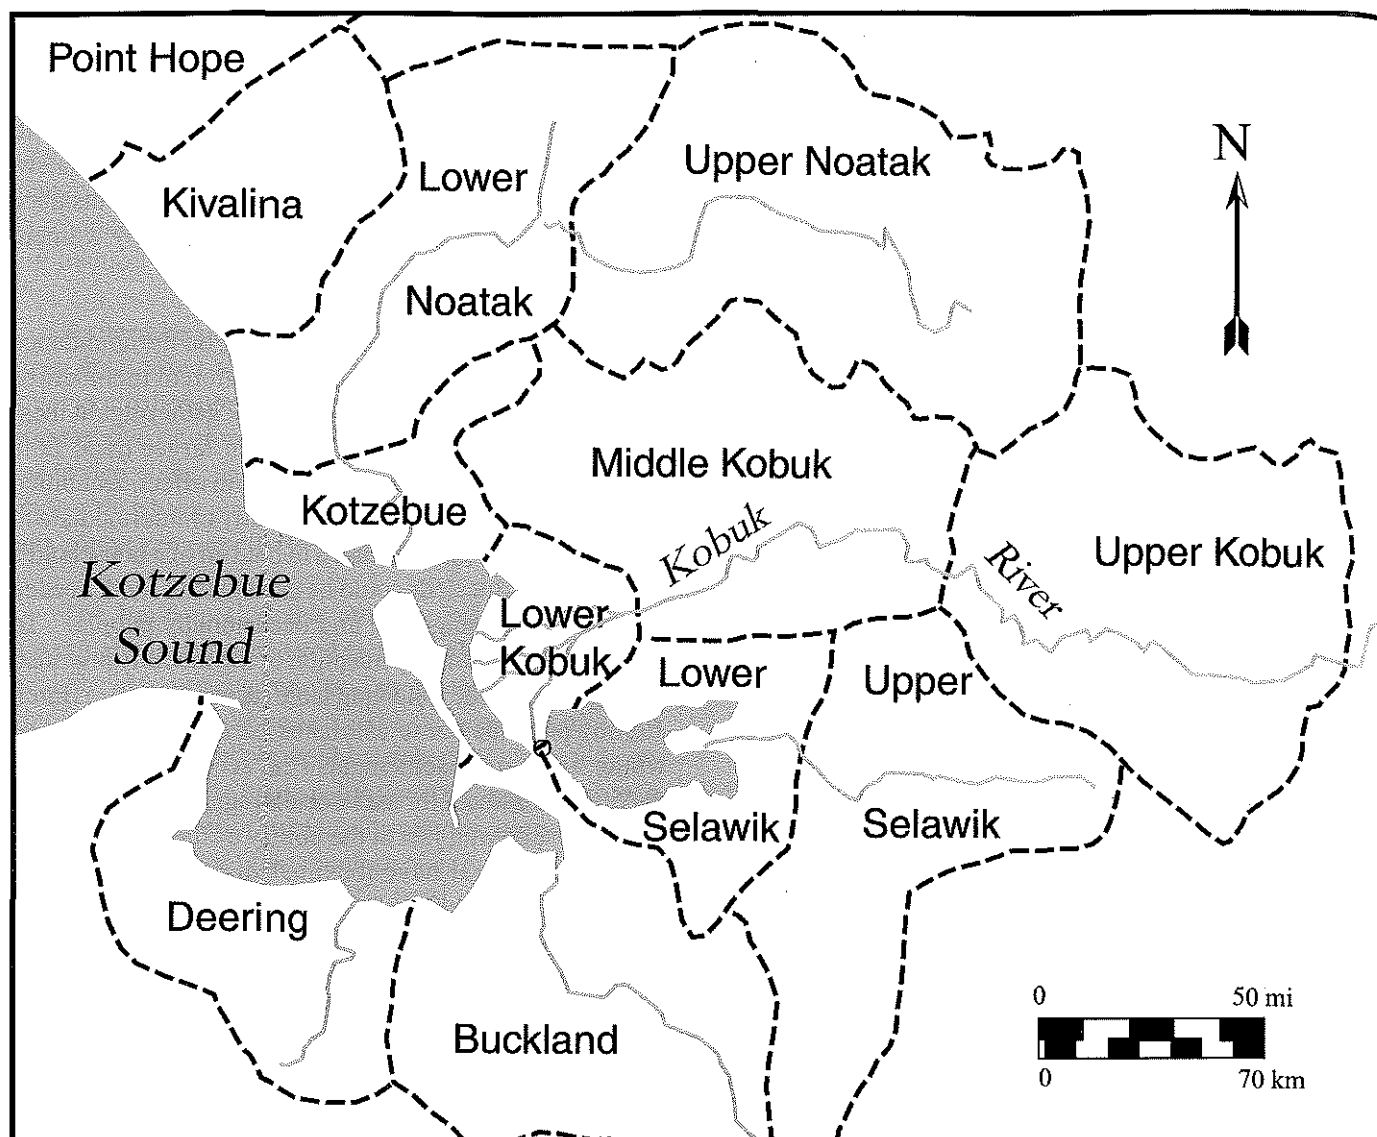 Point Hope
Kivalina
Lower
Noatak
Upper Noatak
N
Middle Kobuk
Kotzebue
Kobuk
River
Upper Kobuk
Kotzebue
Sound
Lower
Kobuk
Lower
Selawik
Upper
Selawik
Deering
Buckland
0 50 mi
0 70 km